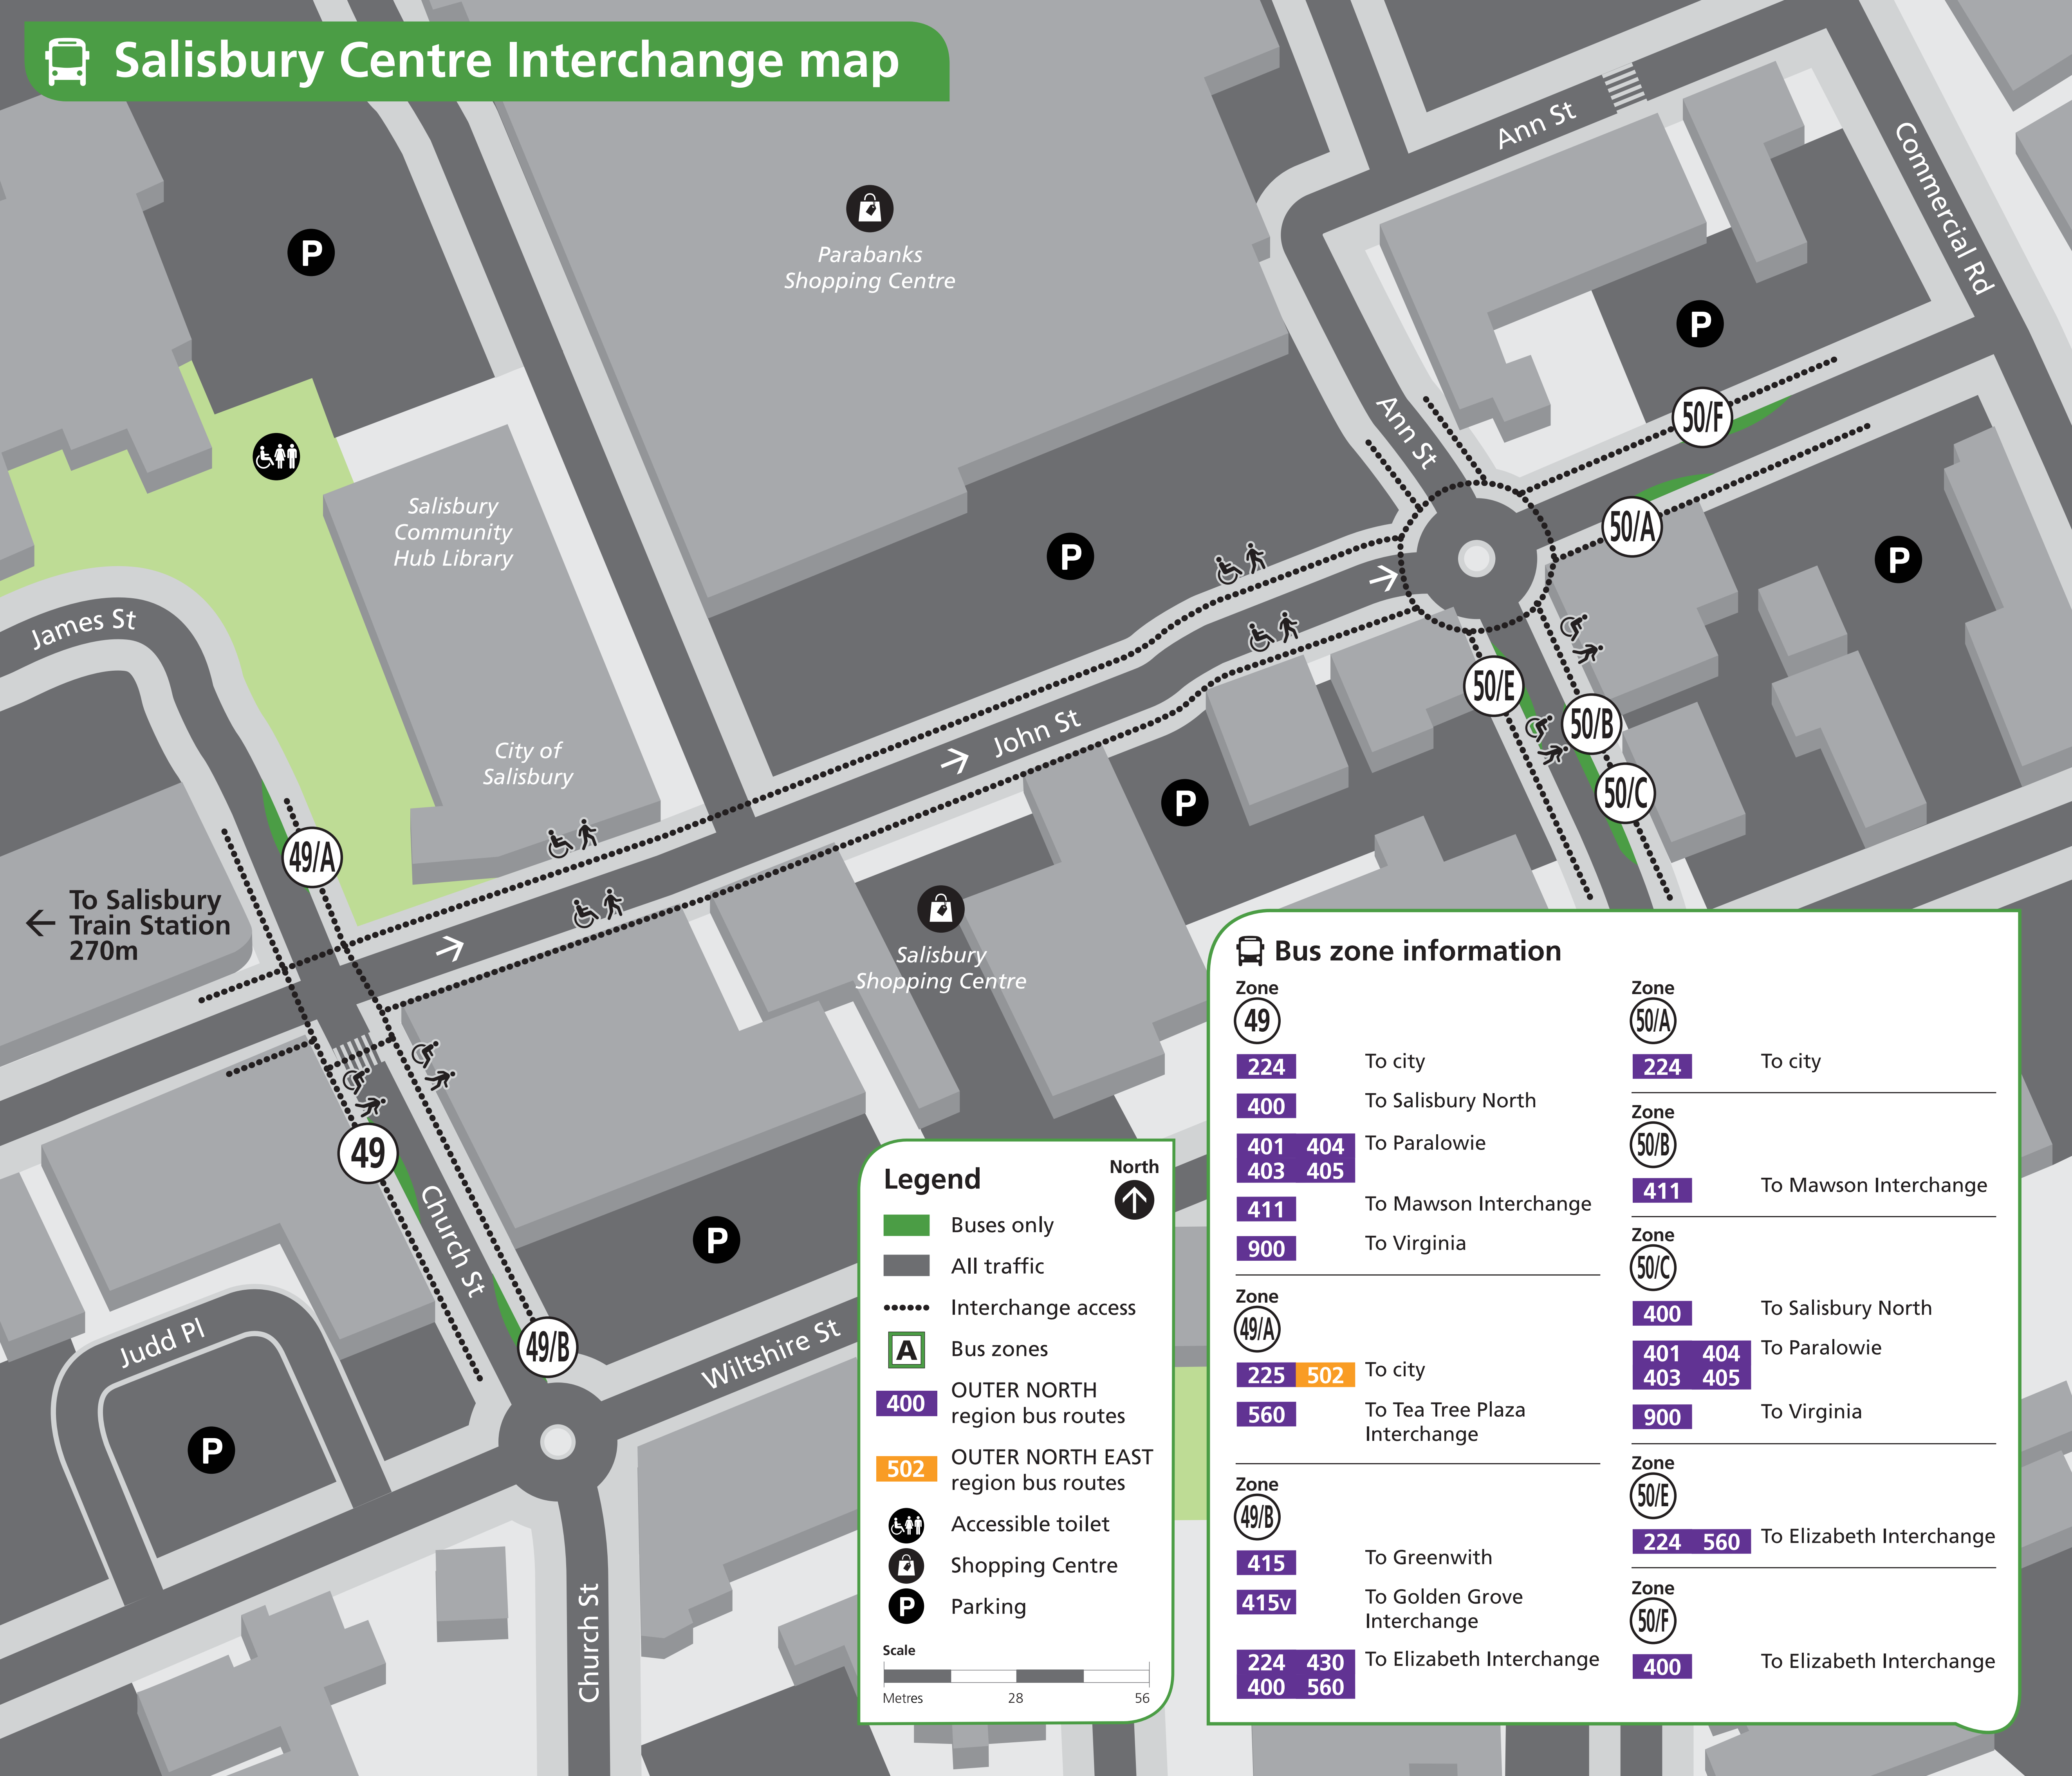 Salisbury Centre Interchange map
Ann St
Commercial Rd
P
Parabanks
Shopping Centre
P
Ann St
50/F
50/A
Salisbury
Community
Hub Library
P
P
James St
50/E
50/B
50/C
John St
City of
Salisbury
P
49/A
To Salisbury
Train Station
270m
Salisbury
Shopping Centre
49
Church St
P
49/B
Wiltshire St
Judd Pl
P
Church St
Legend
North
Buses only
All traffic
Interchange access
A Bus zones
400 OUTER NORTH
region bus routes
502 OUTER NORTH EAST
region bus routes
Accessible toilet
Shopping Centre
P Parking
Scale
Metres 28 56
Bus zone information
Zone
49
224 To city
400 To Salisbury North
401 404 To Paralowie
403 405
411 To Mawson Interchange
900 To Virginia
Zone
49/A
225 502 To city
560 To Tea Tree Plaza
Interchange
Zone
49/B
415 To Greenwith
415V To Golden Grove
Interchange
224 430 To Elizabeth Interchange
400 560
Zone
50/A
224 To city
Zone
50/B
411 To Mawson Interchange
Zone
50/C
400 To Salisbury North
401 404 To Paralowie
403 405
900 To Virginia
Zone
50/E
224 560 To Elizabeth Interchange
Zone
50/F
400 To Elizabeth Interchange